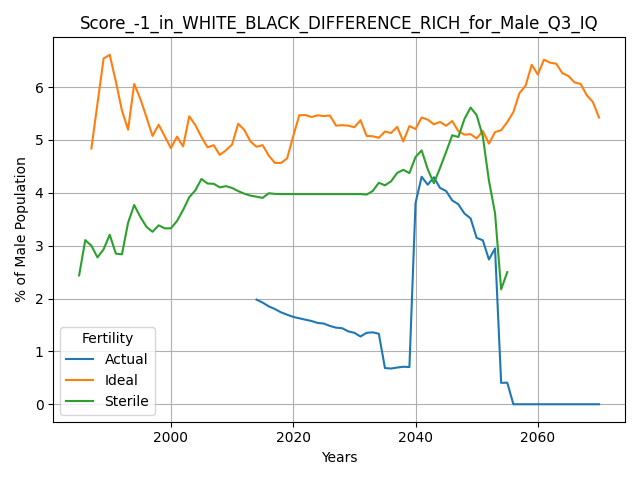 Score_-1_in_WHITE_BLACK_DIFFERENCE_RICH_for_Male_Q3_IQ
% of Male Population
6
5
4
3
2
1
0
Fertility
Actual
Ideal
Sterile
2000 2020 2040 2060
Years